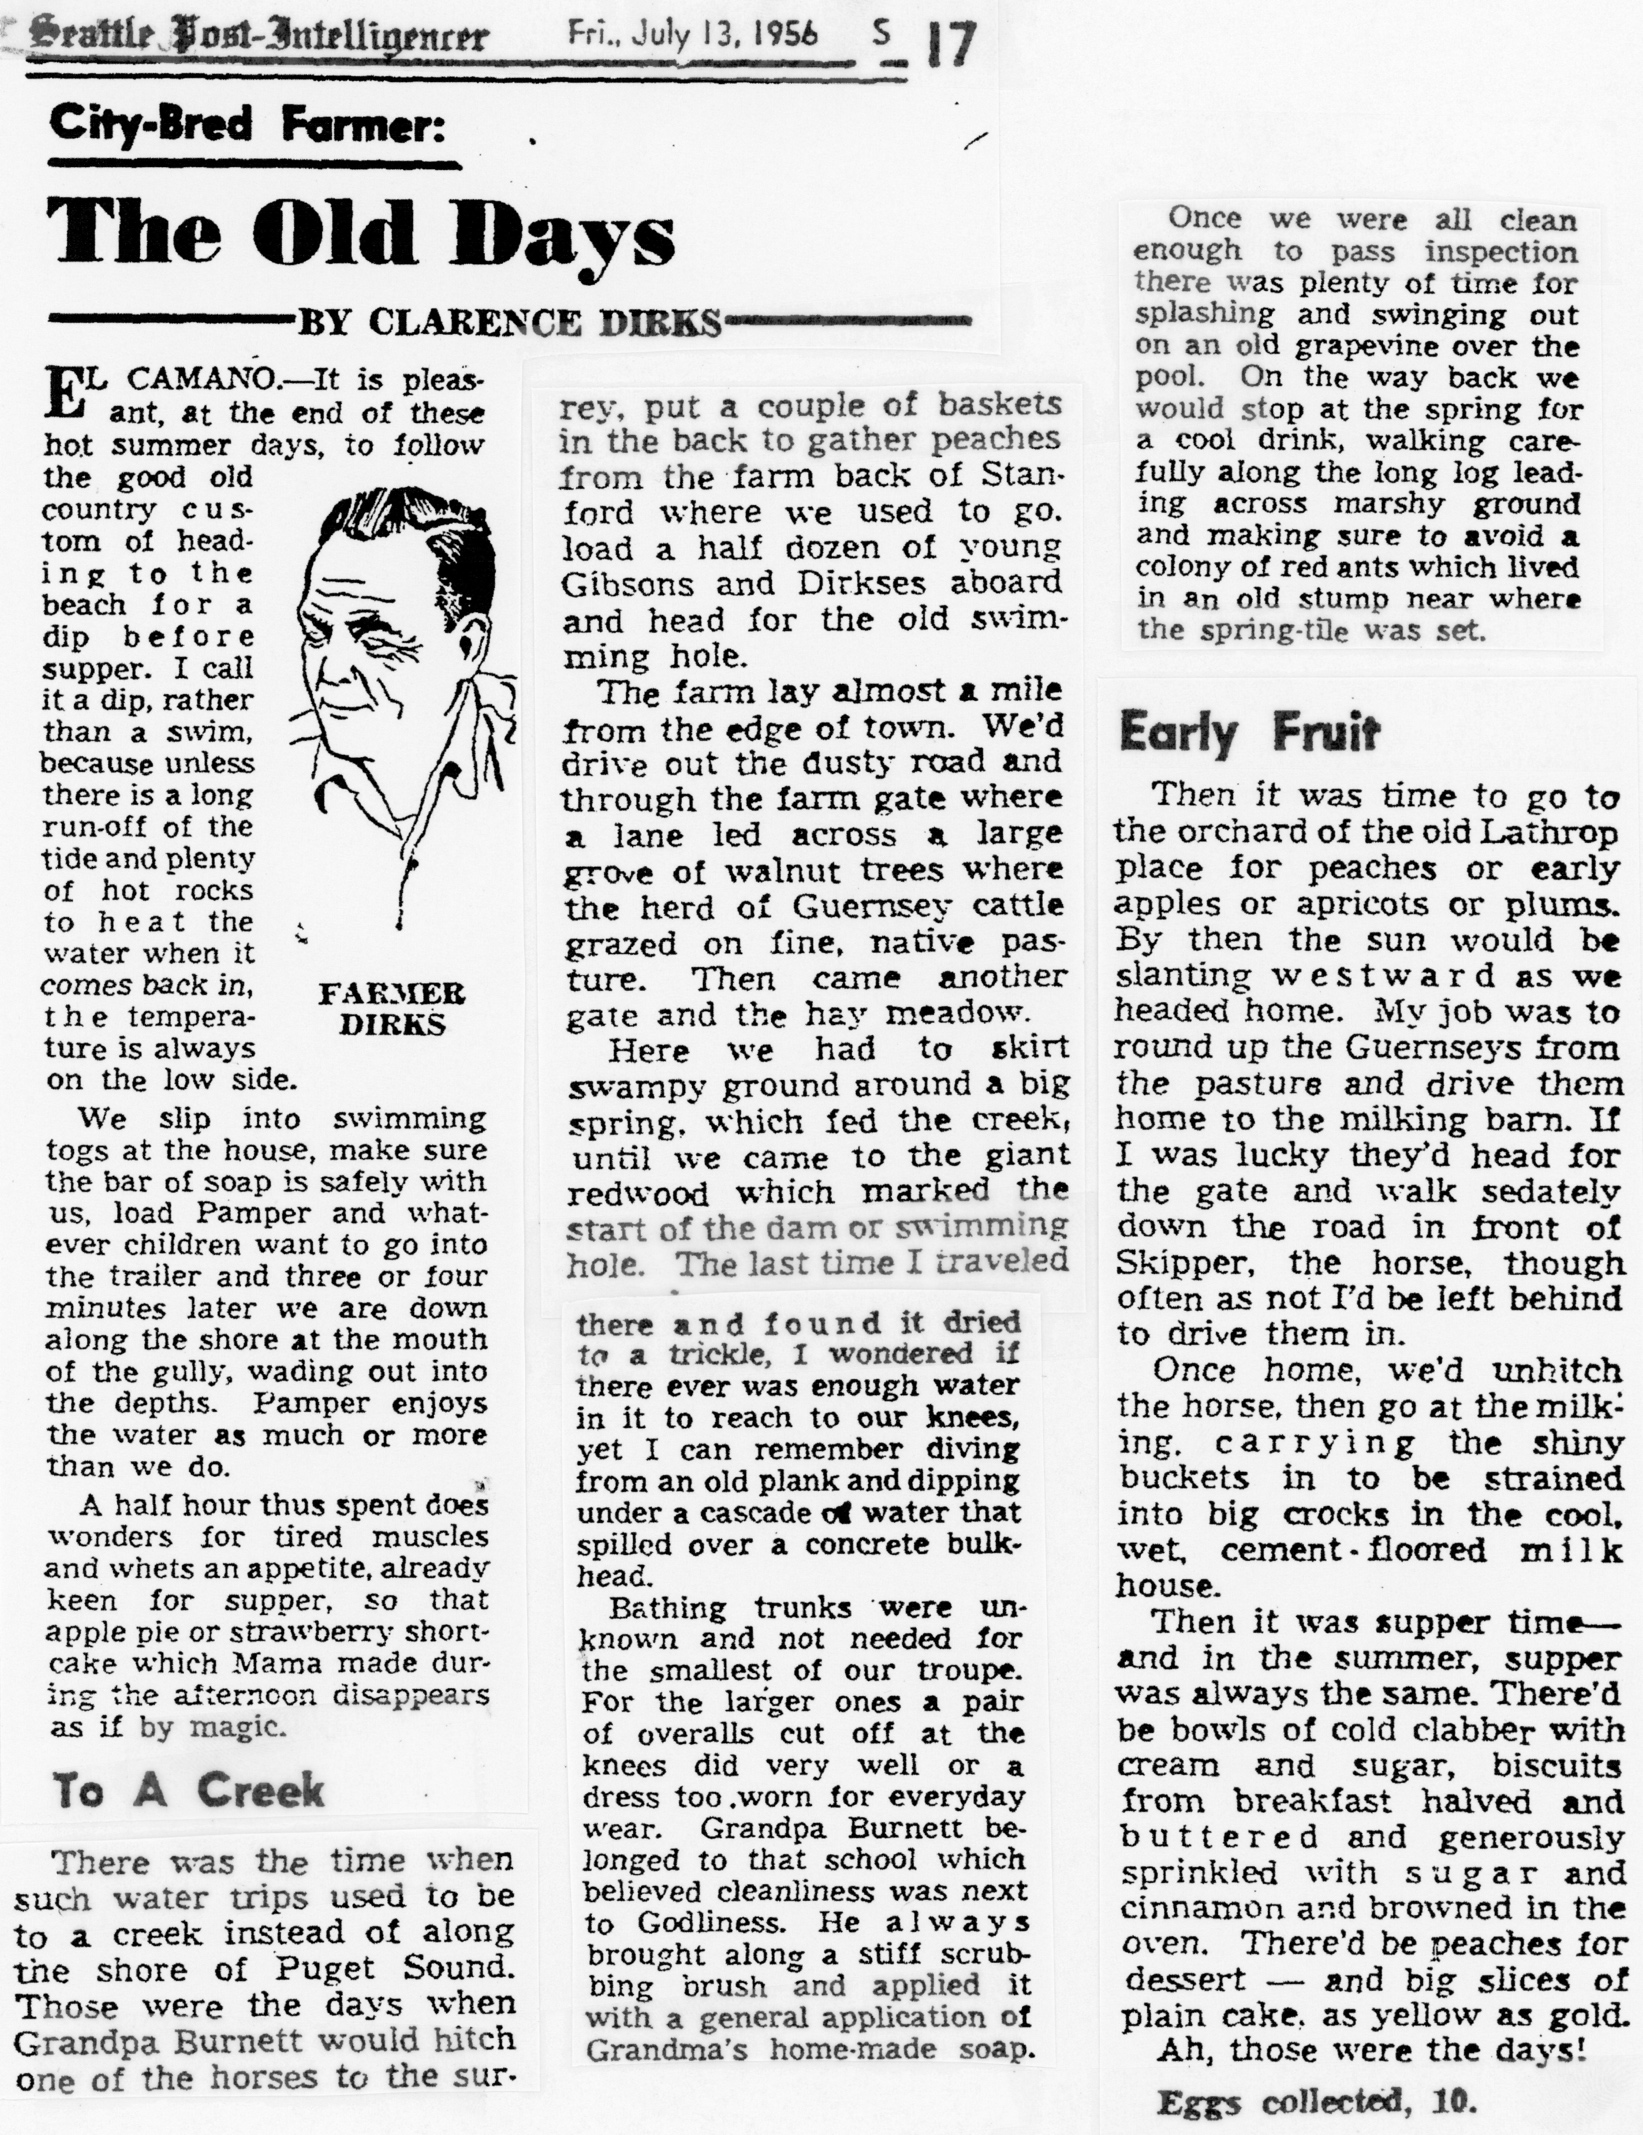 Seattle Post-Intelligencer Fri., July 13, 1956 S 17
City-Bred Farmer:
The Old Days
BY CLARENCE DIRKS
EL CAMANO.—It is pleas-
ant, at the end of these
hot summer days, to follow
the good old
country cus-
tom of head-
ing to the
beach for a
dip before
supper. I call
it a dip, rather
than a swim,
because unless
there is a long
run-off of the
tide and plenty
of hot rocks
to heat the
water when it
comes back in,
the tempera-
ture is always
on the low side.
FARMER
DIRKS
We slip into swimming
togs at the house, make sure
the bar of soap is safely with
us, load Pamper and what-
ever children want to go into
the trailer and three or four
minutes later we are down
along the shore at the mouth
of the gully, wading out into
the depths. Pamper enjoys
the water as much or more
than we do.
A half hour thus spent does
wonders for tired muscles
and whets an appetite, already
keen for supper, so that
apple pie or strawberry short-
cake which Mama made dur-
ing the afternoon disappears
as if by magic.
To A Creek
There was the time when
such water trips used to be
to a creek instead of along
the shore of Puget Sound.
Those were the days when
Grandpa Burnett would hitch
one of the horses to the sur-
rey, put a couple of baskets
in the back to gather peaches
from the farm back of Stan-
ford where we used to go.
load a half dozen of young
Gibsons and Dirkses aboard
and head for the old swim-
ming hole.
The farm lay almost a mile
from the edge of town. We'd
drive out the dusty road and
through the farm gate where
a lane led across a large
grove of walnut trees where
the herd of Guernsey cattle
grazed on fine, native pas-
ture. Then came another
gate and the hay meadow.
Here we had to skirt
swampy ground around a big
spring, which fed the creek,
until we came to the giant
redwood which marked the
start of the dam or swimming
hole. The last time I traveled
there and found it dried
to a trickle, I wondered if
there ever was enough water
in it to reach to our knees,
yet I can remember diving
from an old plank and dipping
under a cascade of water that
spilled over a concrete bulk-
head.
Bathing trunks were un-
known and not needed for
the smallest of our troupe.
For the larger ones a pair
of overalls cut off at the
knees did very well or a
dress too worn for everyday
wear. Grandpa Burnett be-
longed to that school which
believed cleanliness was next
to Godliness. He always
brought along a stiff scrub-
bing brush and applied it
with a general application of
Grandma's home-made soap.
Once we were all clean
enough to pass inspection
there was plenty of time for
splashing and swinging out
on an old grapevine over the
pool. On the way back we
would stop at the spring for
a cool drink, walking care-
fully along the long log lead-
ing across marshy ground
and making sure to avoid a
colony of red ants which lived
in an old stump near where
the spring-tile was set.
Early Fruit
Then it was time to go to
the orchard of the old Lathrop
place for peaches or early
apples or apricots or plums.
By then the sun would be
slanting westward as we
headed home. My job was to
round up the Guernseys from
the pasture and drive them
home to the milking barn. If
I was lucky they'd head for
the gate and walk sedately
down the road in front of
Skipper, the horse, though
often as not I'd be left behind
to drive them in.
Once home, we'd unhitch
the horse, then go at the milk-
ing, carrying the shiny
buckets in to be strained
into big crocks in the cool,
wet, cement-floored milk
house.
Then it was supper time—
and in the summer, supper
was always the same. There'd
be bowls of cold clabber with
cream and sugar, biscuits
from breakfast halved and
buttered and generously
sprinkled with sugar and
cinnamon and browned in the
oven. There'd be peaches for
dessert — and big slices of
plain cake, as yellow as gold.
Ah, those were the days!
Eggs collected, 10.